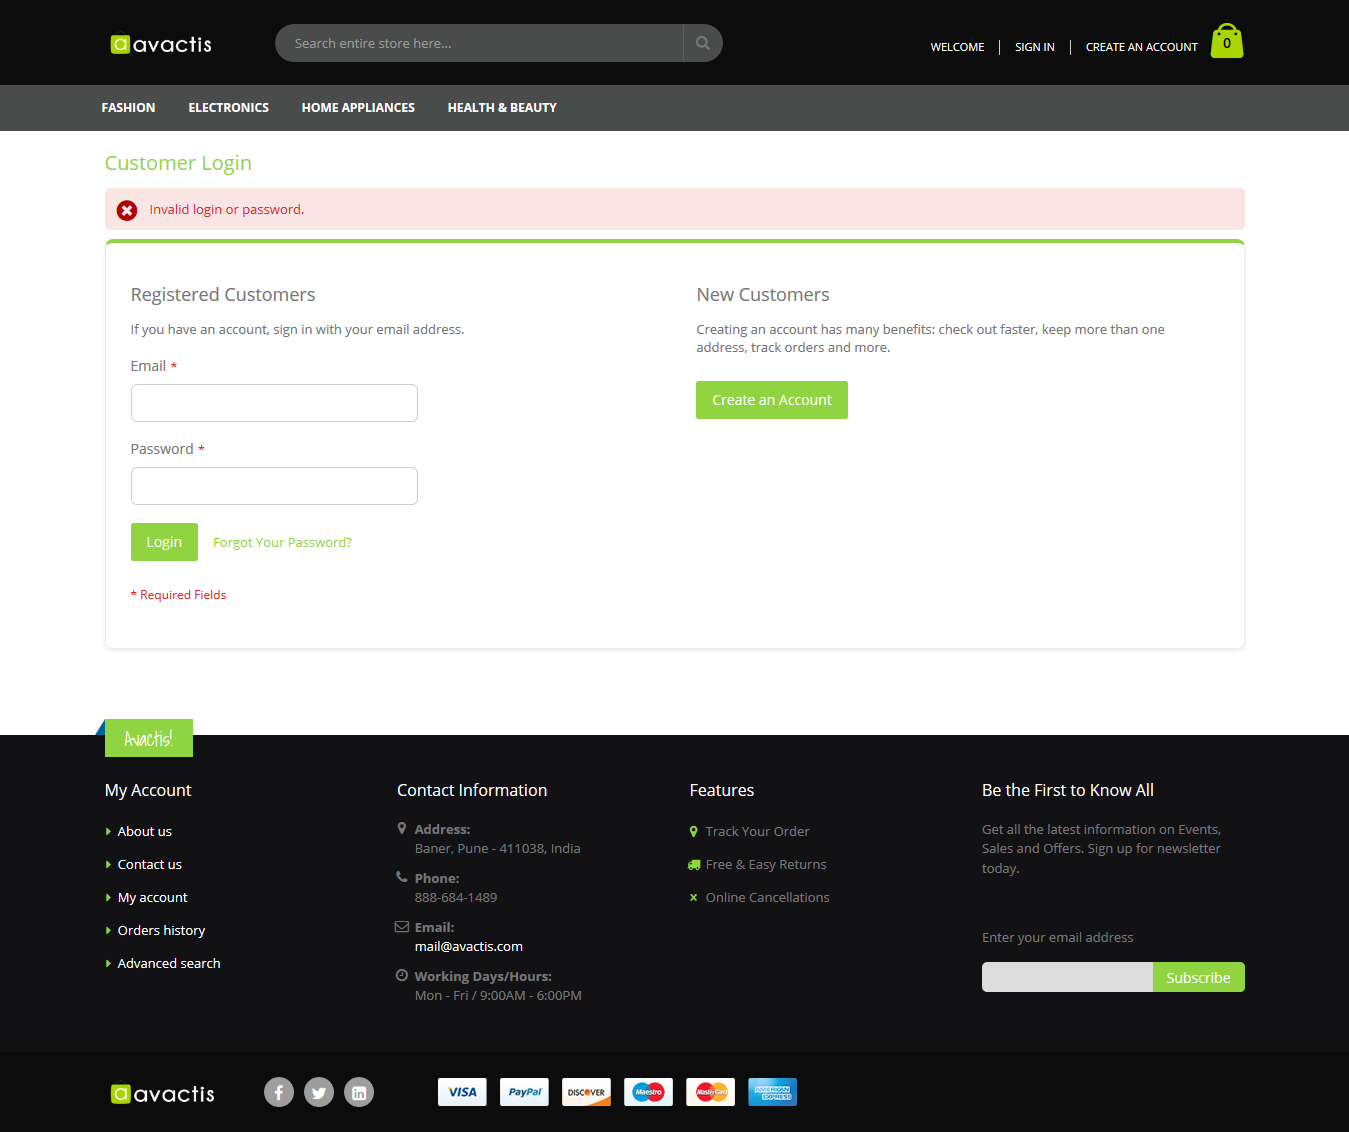 avactis
Search entire store here...
WELCOME
SIGN IN
CREATE AN ACCOUNT
0
FASHION
ELECTRONICS
HOME APPLIANCES
HEALTH & BEAUTY
Customer Login
Invalid login or password.
Registered Customers
If you have an account, sign in with your email address.
Email *
Password *
Login
Forgot Your Password?
* Required Fields
New Customers
Creating an account has many benefits: check out faster, keep more than one
address, track orders and more.
Create an Account
Avactis!
My Account
About us
Contact us
My account
Orders history
Advanced search
Contact Information
Address:
Baner, Pune - 411038, India
Phone:
888-684-1489
Email:
mail@avactis.com
Working Days/Hours:
Mon - Fri / 9:00AM - 6:00PM
Features
Track Your Order
Free & Easy Returns
Online Cancellations
Be the First to Know All
Get all the latest information on Events,
Sales and Offers. Sign up for newsletter
today.
Enter your email address
Subscribe
avactis
VISA
PayPal
DISCOVER
Maestro
MasterCard
AMERICAN
EXPRESS